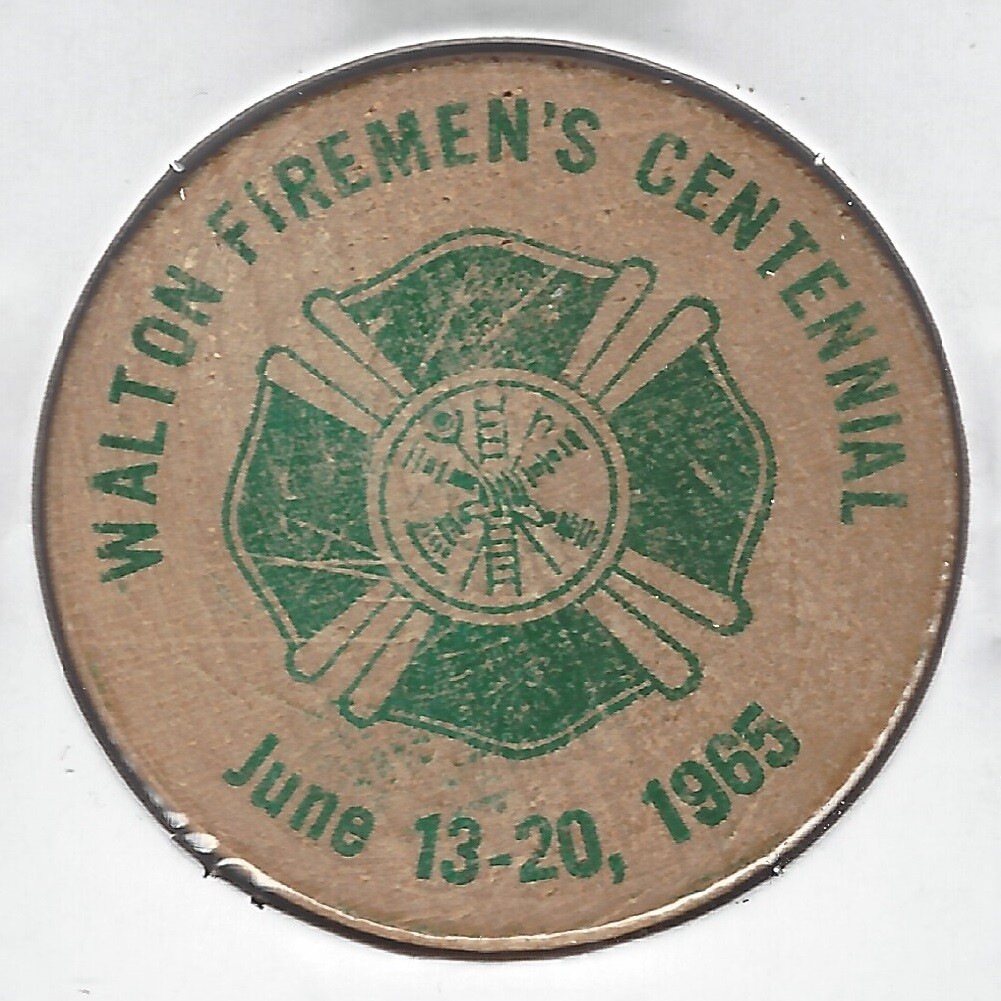 WALTON FIREMEN'S CENTENNIAL
June 13-20, 1965